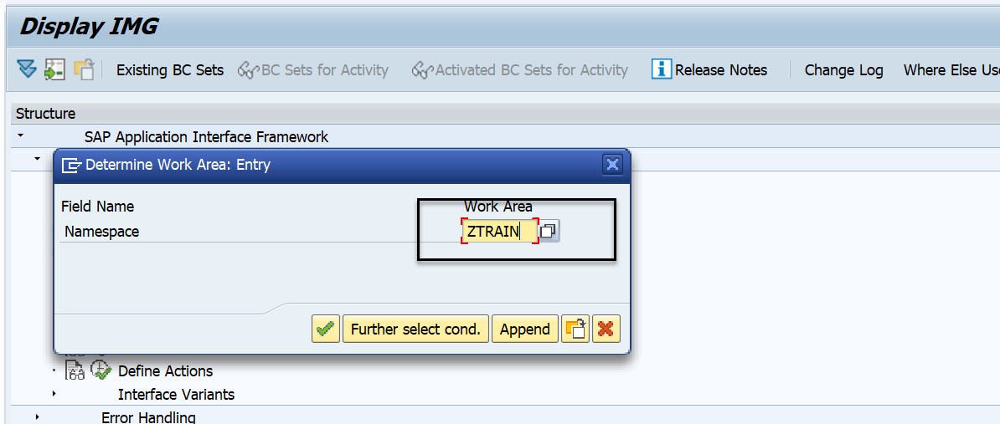 Display IMG
Existing BC Sets BC Sets for Activity Activated BC Sets for Activity Release Notes Change Log Where Else Use
Structure
SAP Application Interface Framework
Determine Work Area: Entry
Field Name Work Area
Namespace ZTRAIN
Further select cond. Append
Define Actions
Interface Variants
Error Handling